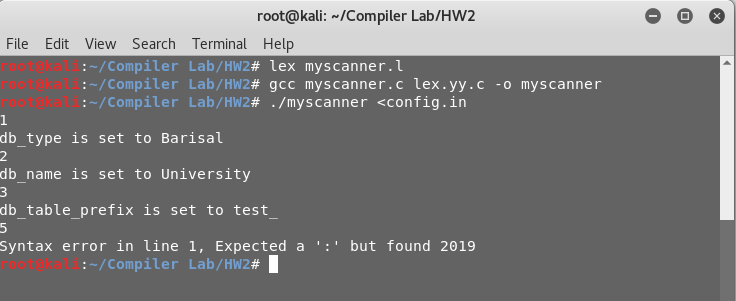 root@kali: ~/Compiler Lab/HW2
File Edit View Search Terminal Help
root@kali:~/Compiler Lab/HW2# lex myscanner.l
root@kali:~/Compiler Lab/HW2# gcc myscanner.c lex.yy.c -o myscanner
root@kali:~/Compiler Lab/HW2# ./myscanner <config.in
1
db_type is set to Barisal
2
db_name is set to University
3
db_table_prefix is set to test_
5
Syntax error in line 1, Expected a ':' but found 2019
root@kali:~/Compiler Lab/HW2#